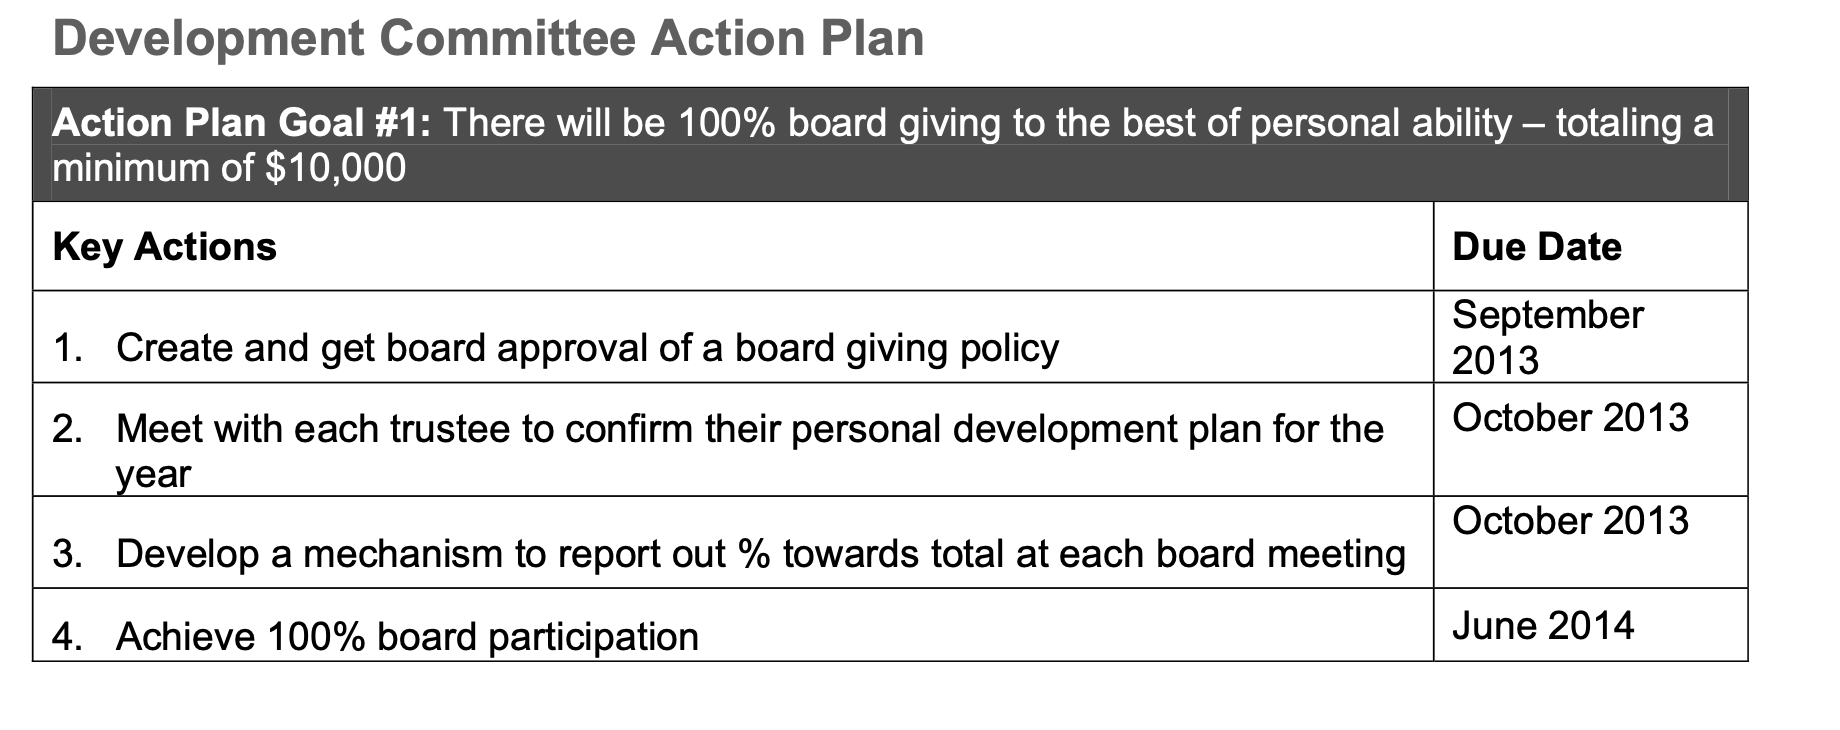 Development Committee Action Plan
Action Plan Goal #1: There will be 100% board giving to the best of personal ability – totaling a
minimum of $10,000
Key Actions
Due Date
1. Create and get board approval of a board giving policy
September
2013
2. Meet with each trustee to confirm their personal development plan for the
year
October 2013
3. Develop a mechanism to report out % towards total at each board meeting
October 2013
4. Achieve 100% board participation
June 2014